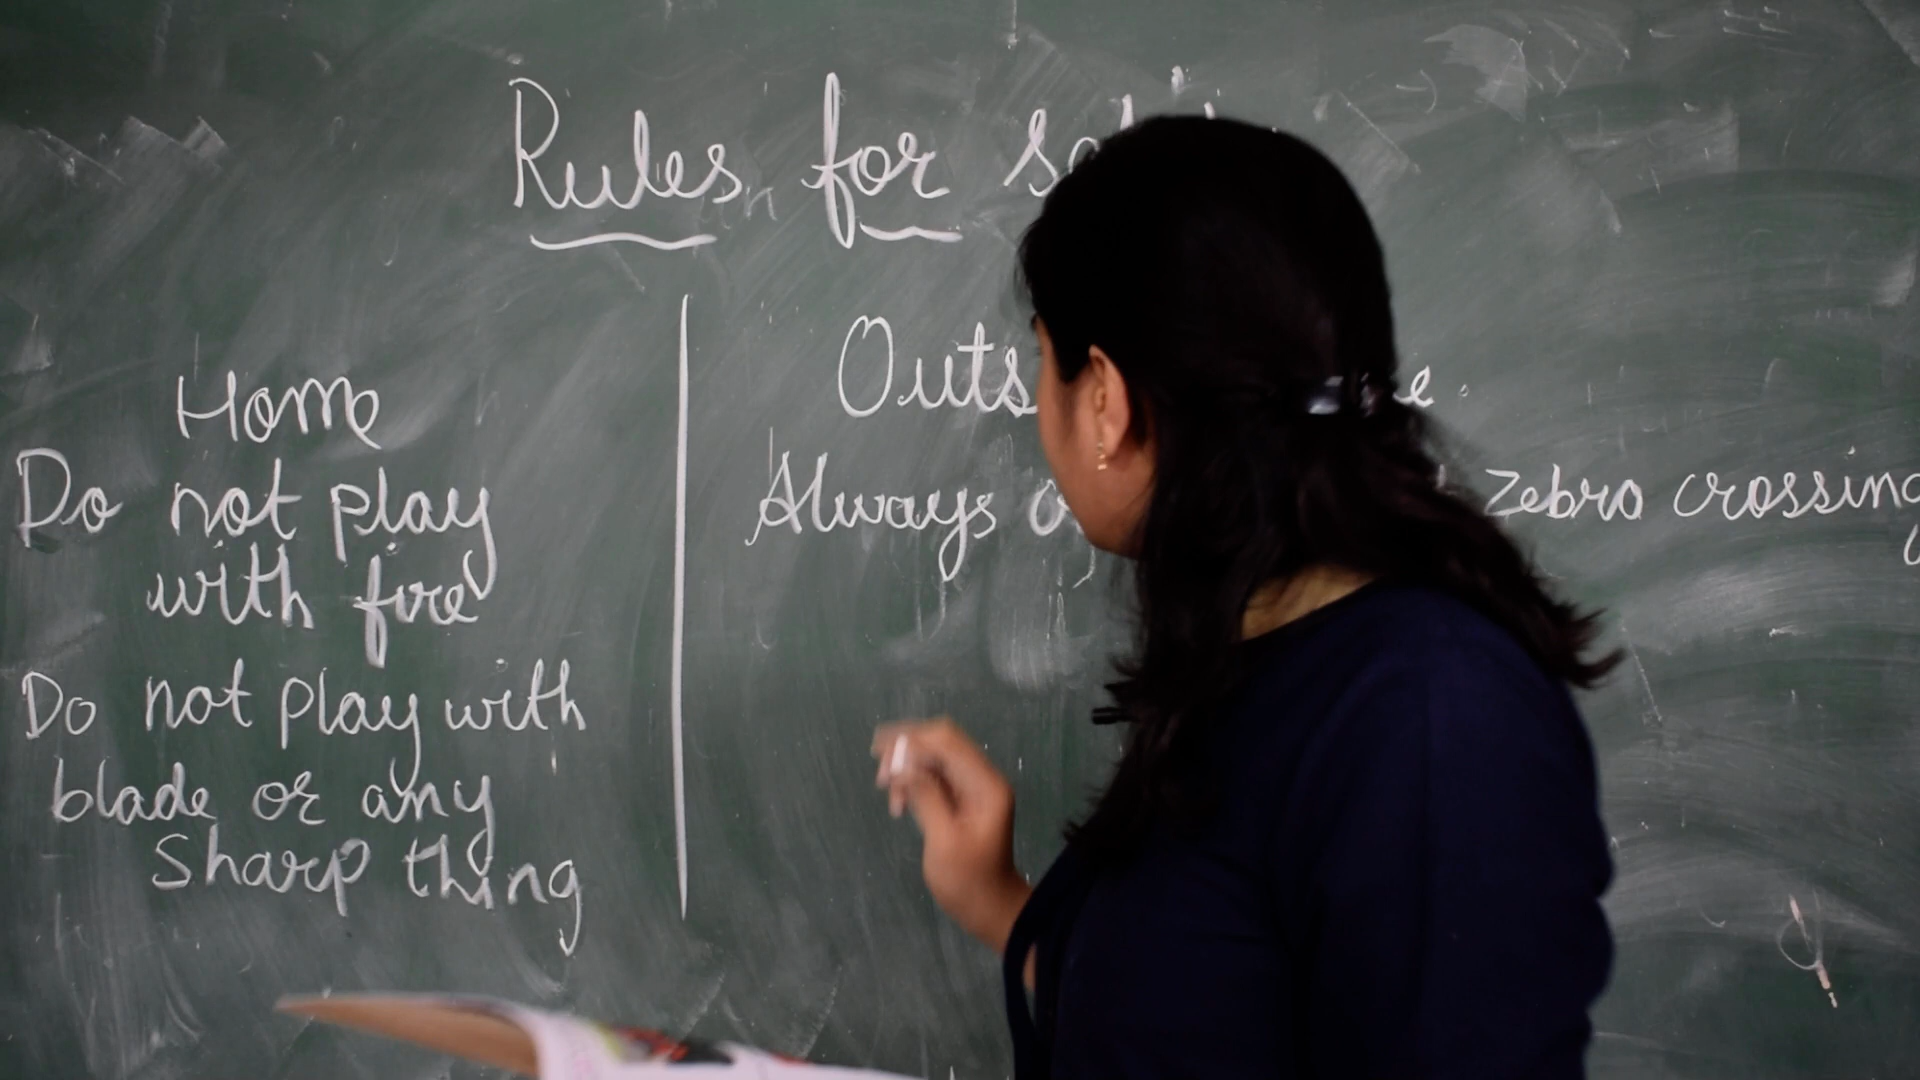 Rules for
Home
Do not play
with fire
Do not play with
blade or any
Sharp thing
Always zebro crossing